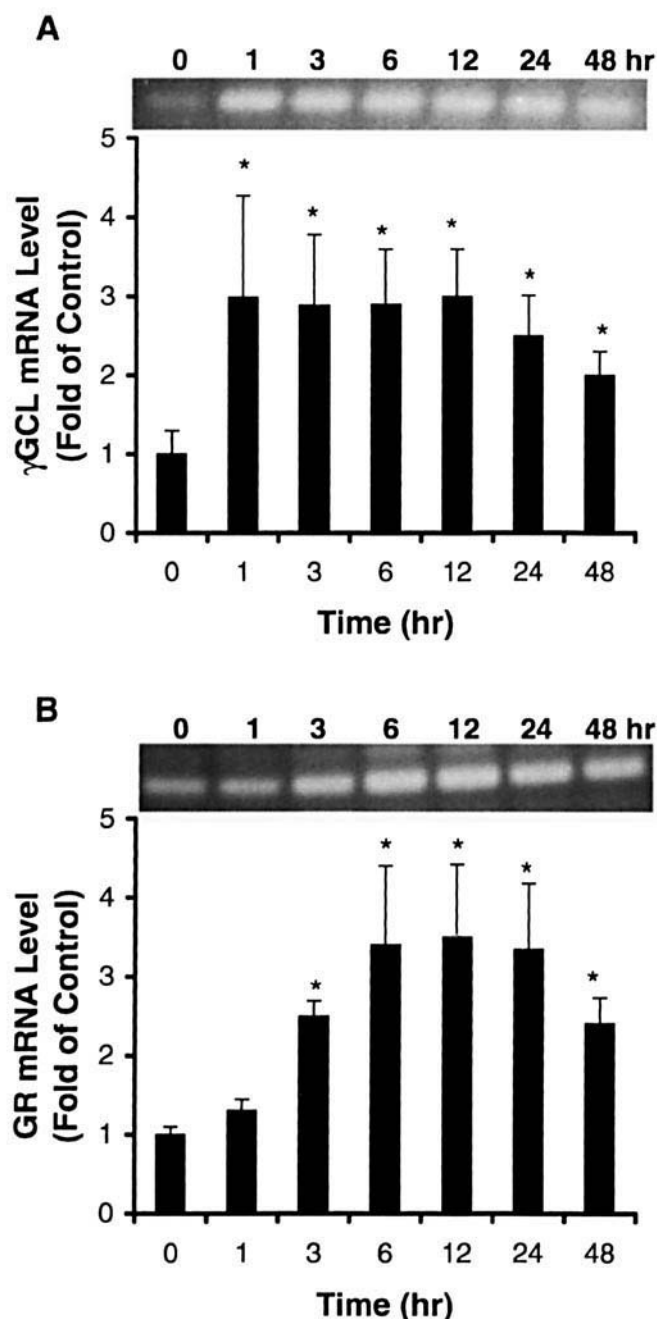 A
0 1 3 6 12 24 48 hr
5
*
4
*
*
*
*
*
3
2
1
0
γGCL mRNA Level
(Fold of Control)
0 1 3 6 12 24 48
Time (hr)
B
0 1 3 6 12 24 48 hr
5
*
*
*
4
*
*
3
2
1
0
GR mRNA Level
(Fold of Control)
0 1 3 6 12 24 48
Time (hr)